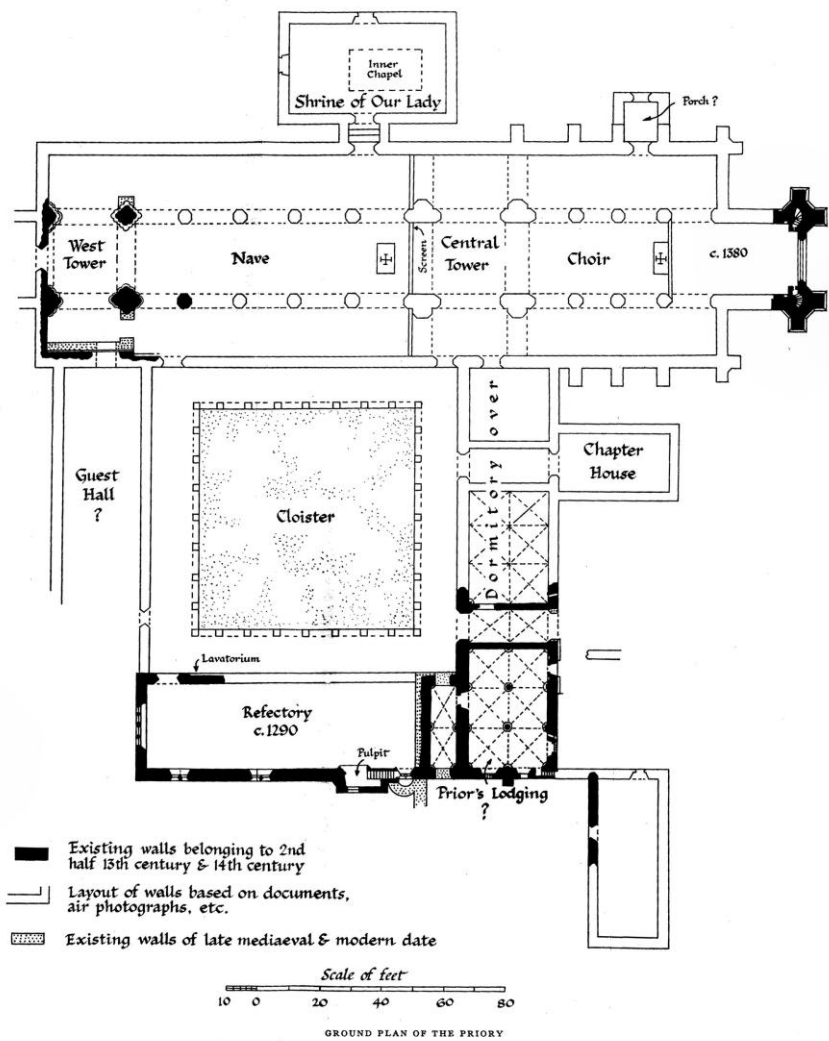 Inner
Chapel
Shrine of Our Lady
Porch ?
West
Tower
Nave
Screen
Central
Tower
Choir
c. 1380
Guest
Hall
?
Cloister
Dormitory over
Chapter
House
Lavatorium
Refectory
c. 1290
Pulpit
Prior's Lodging
?
Existing walls belonging to 2nd
half 13th century & 14th century
Layout of walls based on documents,
air photographs, etc.
Existing walls of late mediaeval & modern date
Scale of feet
10 0 20 40 60 80
GROUND PLAN OF THE PRIORY